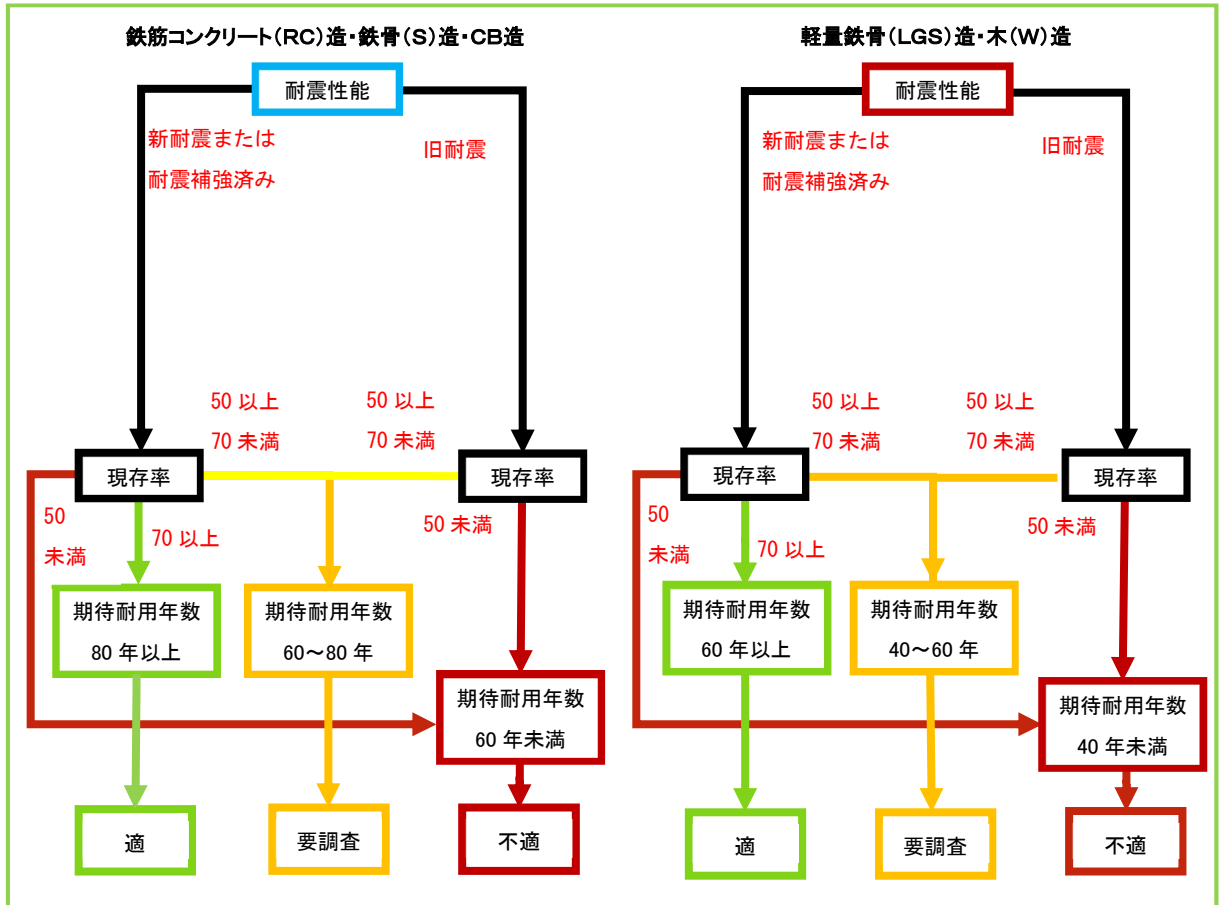 鉄筋コンクリート(RC)造・鉄骨(S)造・CB造
耐震性能
新耐震または
耐震補強済み
旧耐震
50 以上
70 未満
50 以上
70 未満
現存率
現存率
50
未満
70 以上
50 未満
期待耐用年数
80 年以上
期待耐用年数
60～80 年
期待耐用年数
60 年未満
適
要調査
不適
軽量鉄骨(LGS)造・木(W)造
耐震性能
新耐震または
耐震補強済み
旧耐震
50 以上
70 未満
50 以上
70 未満
現存率
現存率
50
未満
70 以上
50 未満
期待耐用年数
60 年以上
期待耐用年数
40～60 年
期待耐用年数
40 年未満
適
要調査
不適